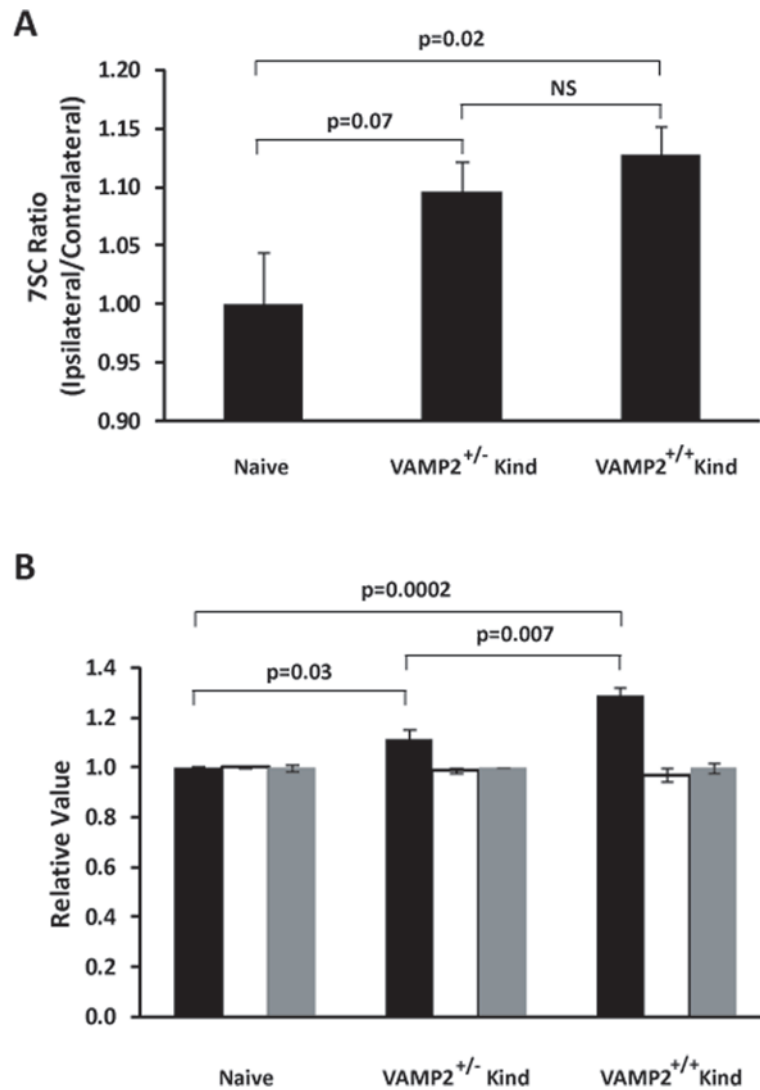 A
p=0.02
NS
p=0.07
1.20
1.15
1.10
1.05
1.00
0.95
0.90
7SC Ratio
(Ipsilateral/Contralateral)
Naive VAMP2+/- Kind VAMP2+/+ Kind
B
p=0.0002
p=0.007
p=0.03
1.4
1.2
1.0
0.8
0.6
0.4
0.2
0.0
Relative Value
Naive VAMP2+/- Kind VAMP2+/+ Kind